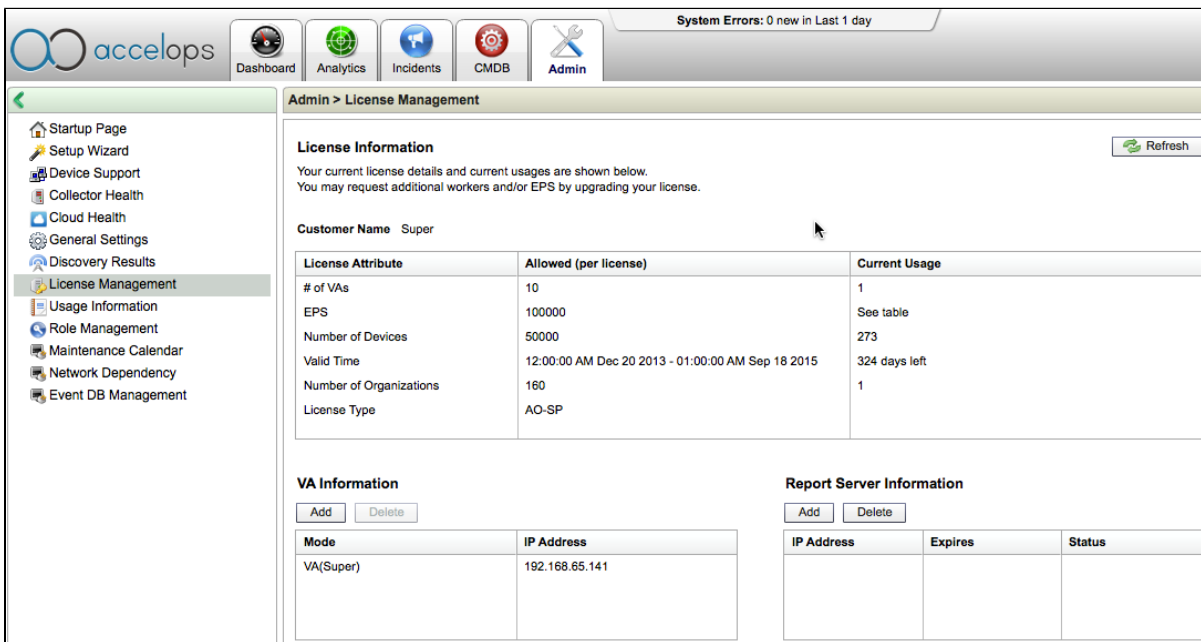 System Errors: 0 new in Last 1 day
accelops
Dashboard
Analytics
Incidents
CMDB
Admin
Admin > License Management
Startup Page
Setup Wizard
Device Support
Collector Health
Cloud Health
General Settings
Discovery Results
License Management
Usage Information
Role Management
Maintenance Calendar
Network Dependency
Event DB Management
License Information
Refresh
Your current license details and current usages are shown below.
You may request additional workers and/or EPS by upgrading your license.
Customer Name Super
License Attribute Allowed (per license) Current Usage
# of VAs 10 1
EPS 100000 See table
Number of Devices 50000 273
Valid Time 12:00:00 AM Dec 20 2013 - 01:00:00 AM Sep 18 2015 324 days left
Number of Organizations 160 1
License Type AO-SP
VA Information
Add Delete
Mode IP Address
VA(Super) 192.168.65.141
Report Server Information
Add Delete
IP Address Expires Status